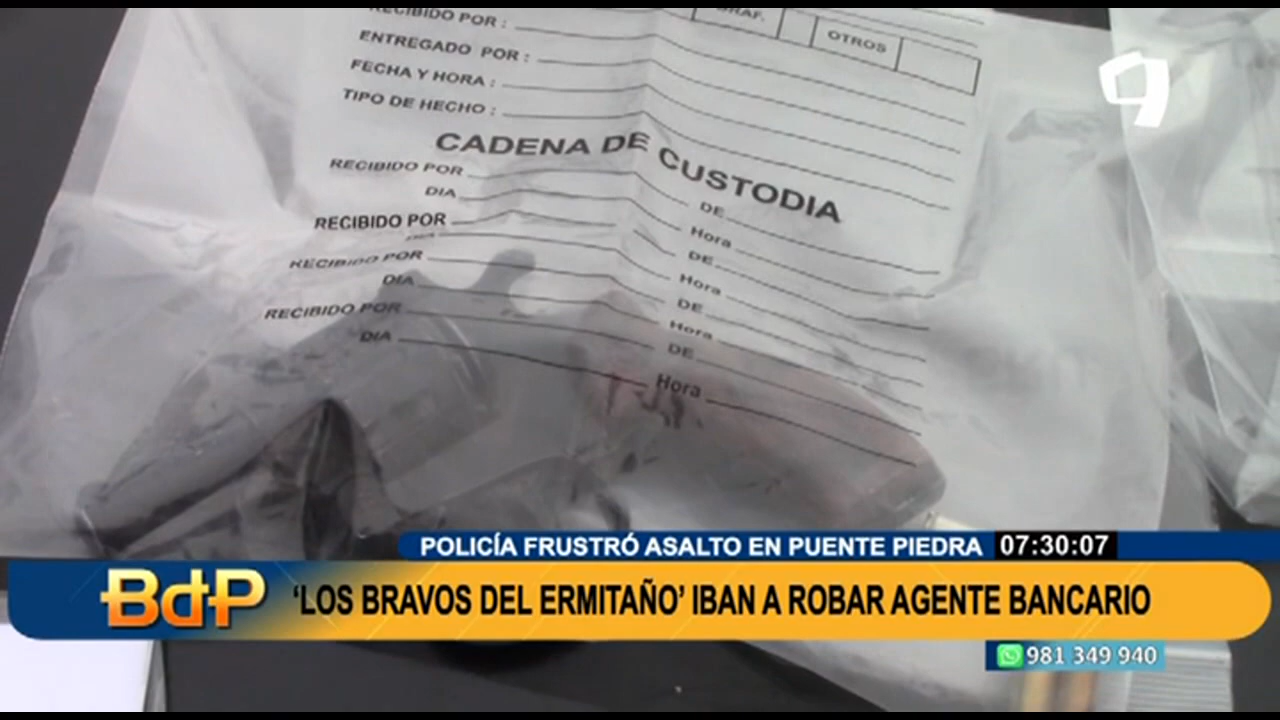 RECIBIDO POR :
GRAF.
OTROS
ENTREGADO POR :
FECHA Y HORA :
TIPO DE HECHO :
CADENA DE CUSTODIA
RECIBIDO POR
DIA DE Hora
RECIBIDO POR
DIA DE Hora
RECIBIDO POR
DIA DE Hora
RECIBIDO POR
DIA DE Hora
POLICÍA FRUSTRÓ ASALTO EN PUENTE PIEDRA 07:30:07
BdP
‘LOS BRAVOS DEL ERMITAÑO’ IBAN A ROBAR AGENTE BANCARIO
981 349 940